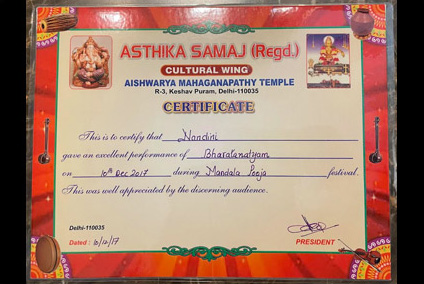 ASTHIKA SAMAJ (Regd.)
CULTURAL WING
AISHWARYA MAHAGANAPATHY TEMPLE
R-3, Keshav Puram, Delhi-110035
CERTIFICATE
This is to certify that Nandini
gave an excellent performance of Bharatanatyam
on 10th Dec 2017 during Mandala Pooja festival.
This was well appreciated by the discerning audience.
Delhi-110035
Dated : 10/12/17
PRESIDENT